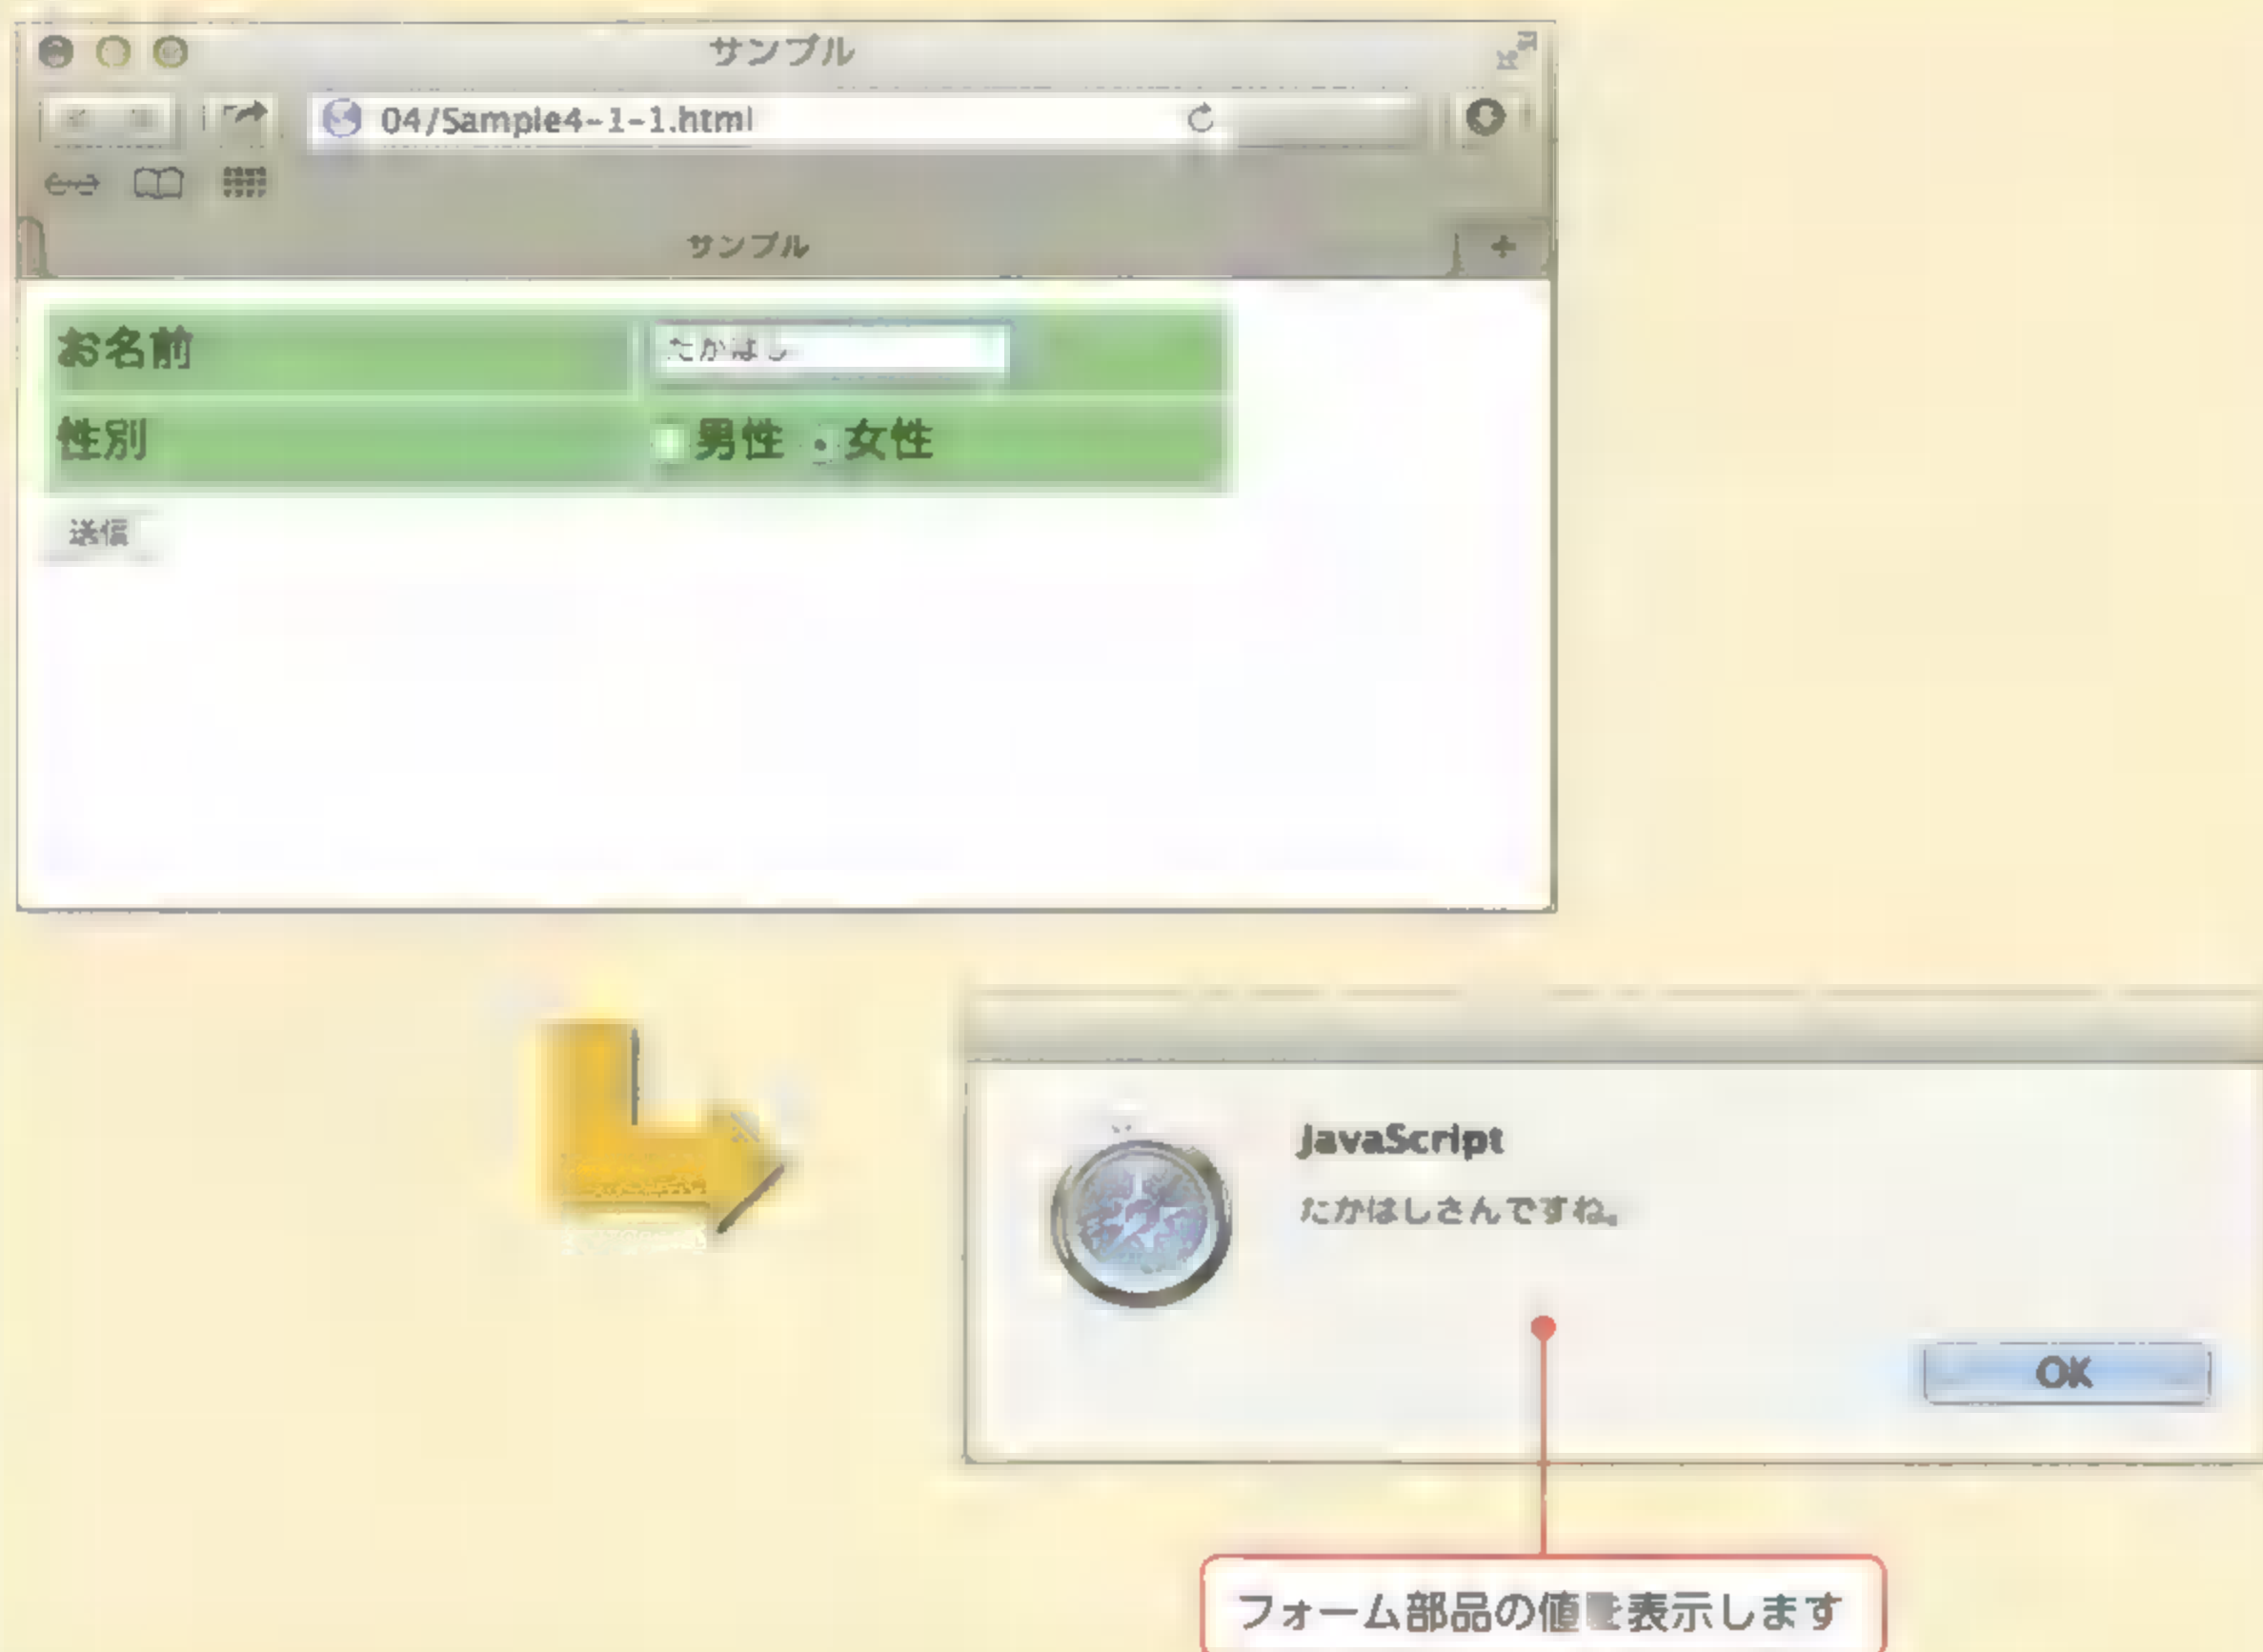 サンプル
04/Sample4-1-1.html
サンプル
お名前 たかはし
性別 男性 女性
送信
JavaScript
たかはしさんですね。
OK
フォーム部品の値を表示します